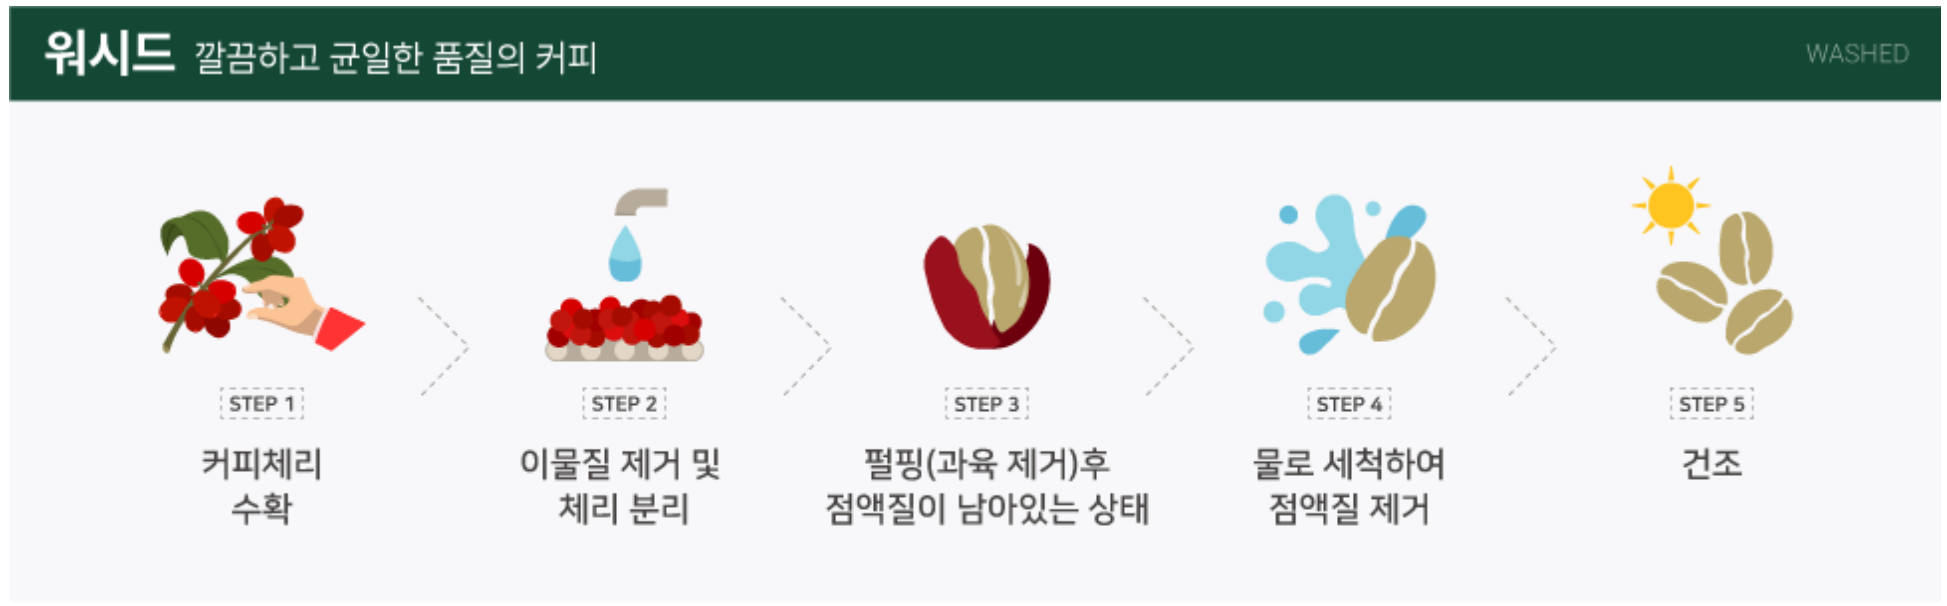 워시드 깔끔하고 균일한 품질의 커피
WASHED
STEP 1
커피체리
수확
STEP 2
이물질 제거 및
체리 분리
STEP 3
펄핑(과육 제거)후
점액질이 남아있는 상태
STEP 4
물로 세척하여
점액질 제거
STEP 5
건조